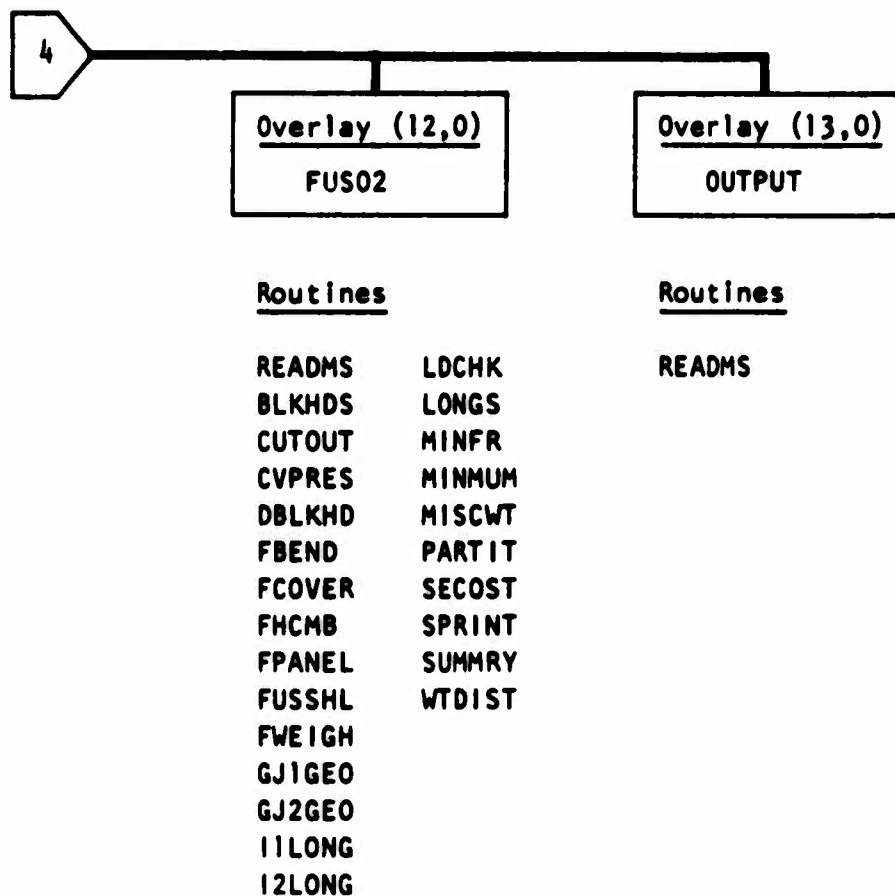 4
Overlay (12,0)
FUSO2
Overlay (13,0)
OUTPUT
Routines
READMS
BLKHDS
CUTOUT
CVPRES
DBLKHD
FBEND
FCOVER
FHCMB
FPANEL
FUSSHL
FWEIGH
GJ1GEO
GJ2GEO
I1LONG
I2LONG
LDCHK
LONGS
MINFR
MINMUM
MISCWT
PARTIT
SECOST
SPRINT
SUMMRY
WTDIST
Routines
READMS